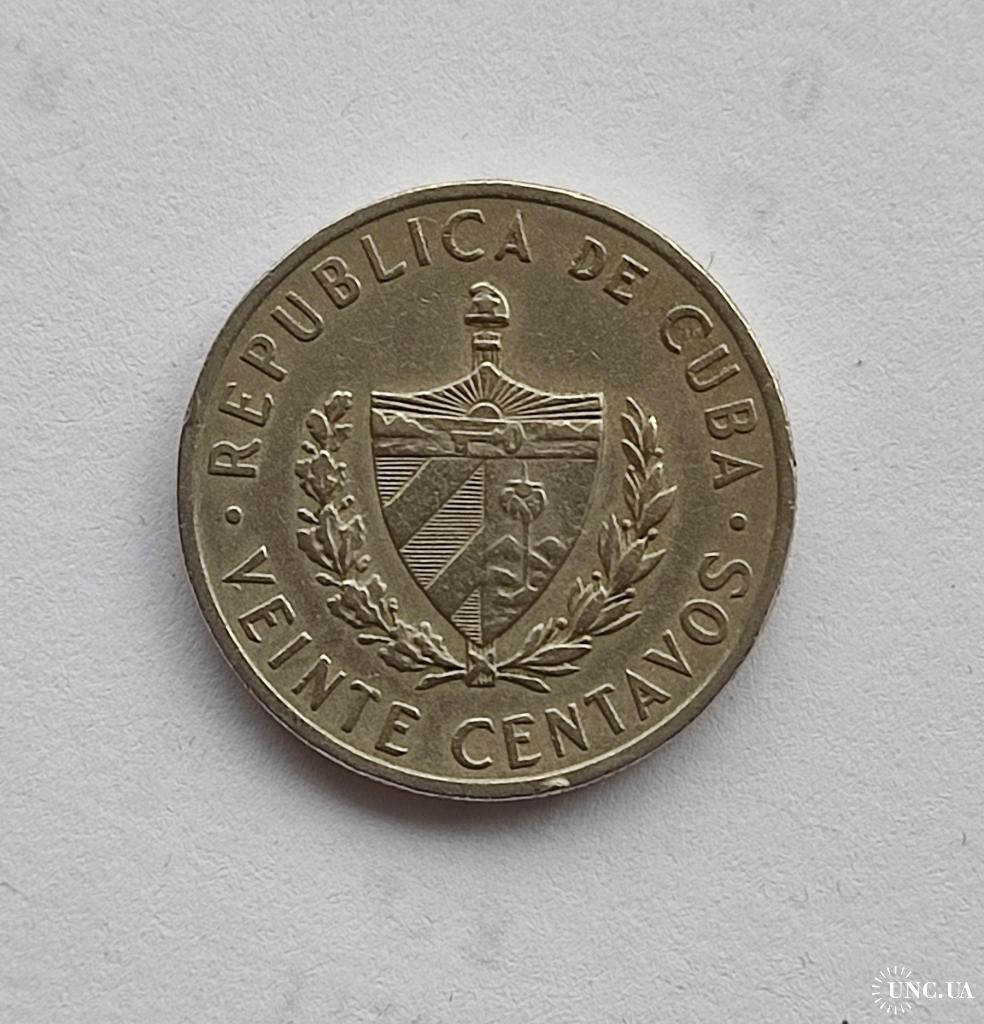 · REPUBLICA DE CUBA ·
VEINTE CENTAVOS
UNC.UA